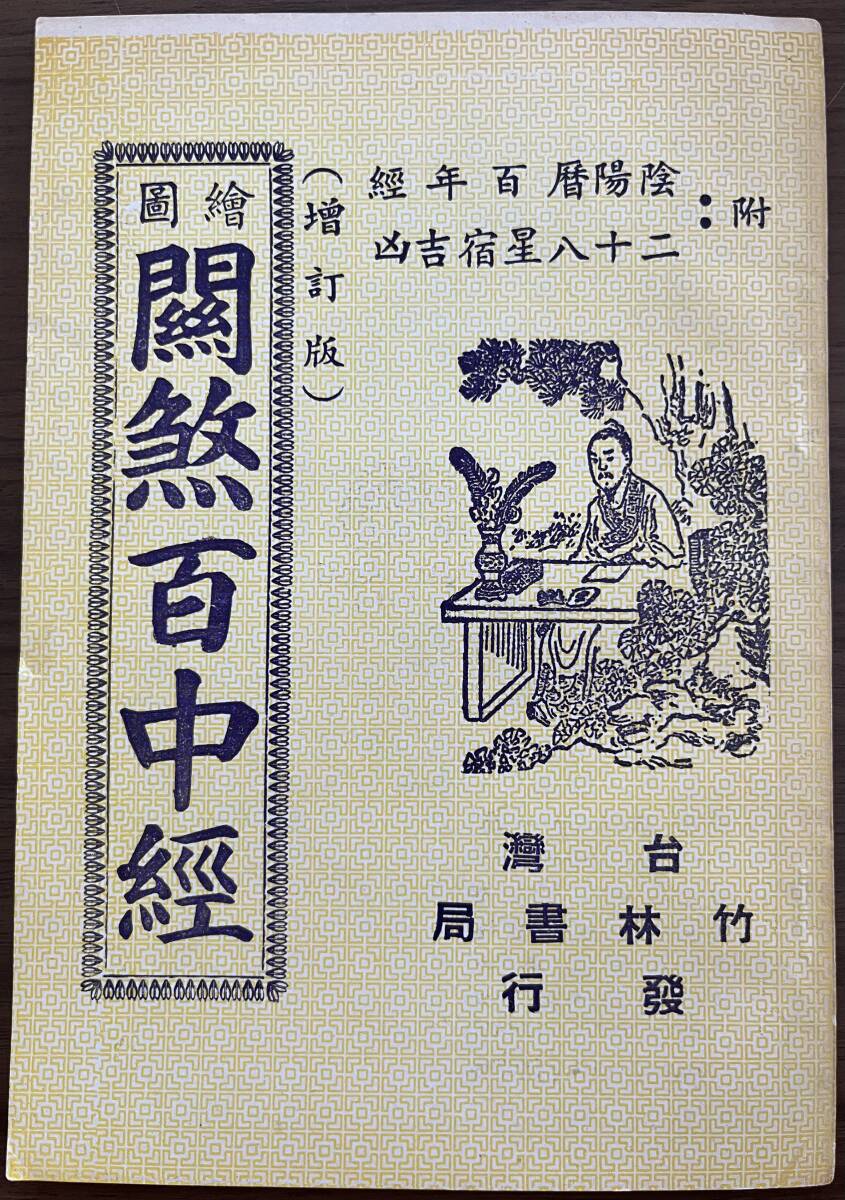 附：
陰陽曆百年經
二十八星宿吉凶
（增訂版）
繪圖
關煞百中經
台灣
竹林書局
發行